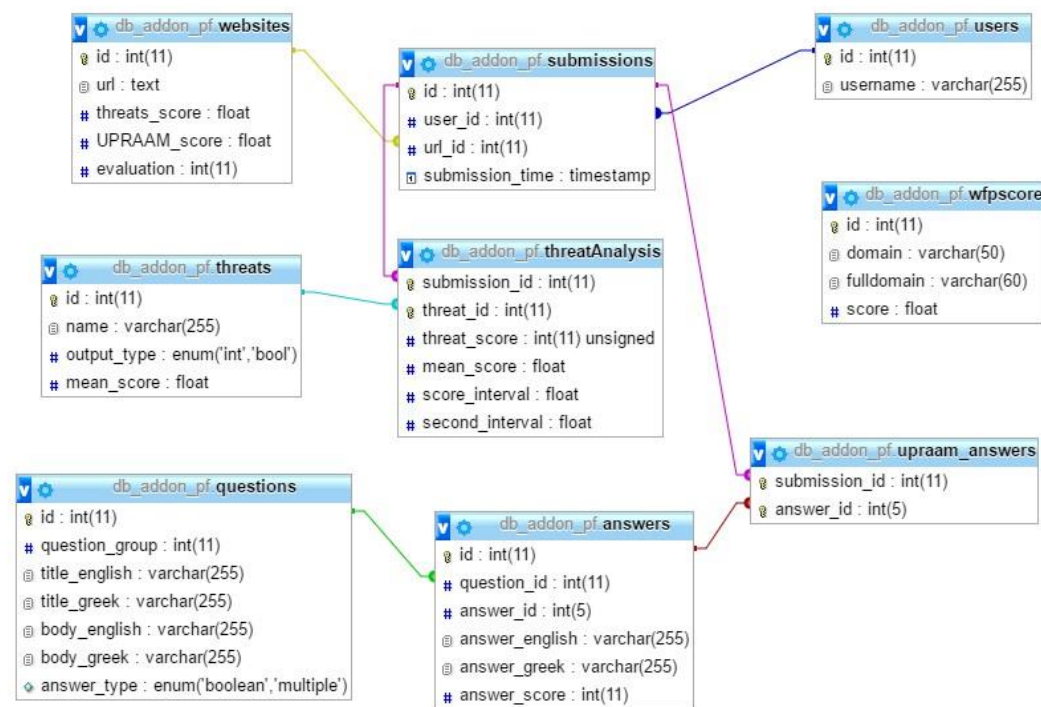 db_addon_pf.websites
id : int(11)
url : text
threats_score : float
UPRAAM_score : float
evaluation : int(11)
db_addon_pf.submissions
id : int(11)
user_id : int(11)
url_id : int(11)
submission_time : timestamp
db_addon_pf.users
id : int(11)
username : varchar(255)
db_addon_pf.wfpscore
id : int(11)
domain : varchar(50)
fulldomain : varchar(60)
score : float
db_addon_pf.threats
id : int(11)
name : varchar(255)
output_type : enum('int','bool')
mean_score : float
db_addon_pf.threatAnalysis
submission_id : int(11)
threat_id : int(11)
threat_score : int(11) unsigned
mean_score : float
score_interval : float
second_interval : float
db_addon_pf.upraam_answers
submission_id : int(11)
answer_id : int(5)
db_addon_pf.questions
id : int(11)
question_group : int(11)
title_english : varchar(255)
title_greek : varchar(255)
body_english : varchar(255)
body_greek : varchar(255)
answer_type : enum('boolean','multiple')
db_addon_pf.answers
id : int(11)
question_id : int(11)
answer_id : int(5)
answer_english : varchar(255)
answer_greek : varchar(255)
answer_score : int(11)